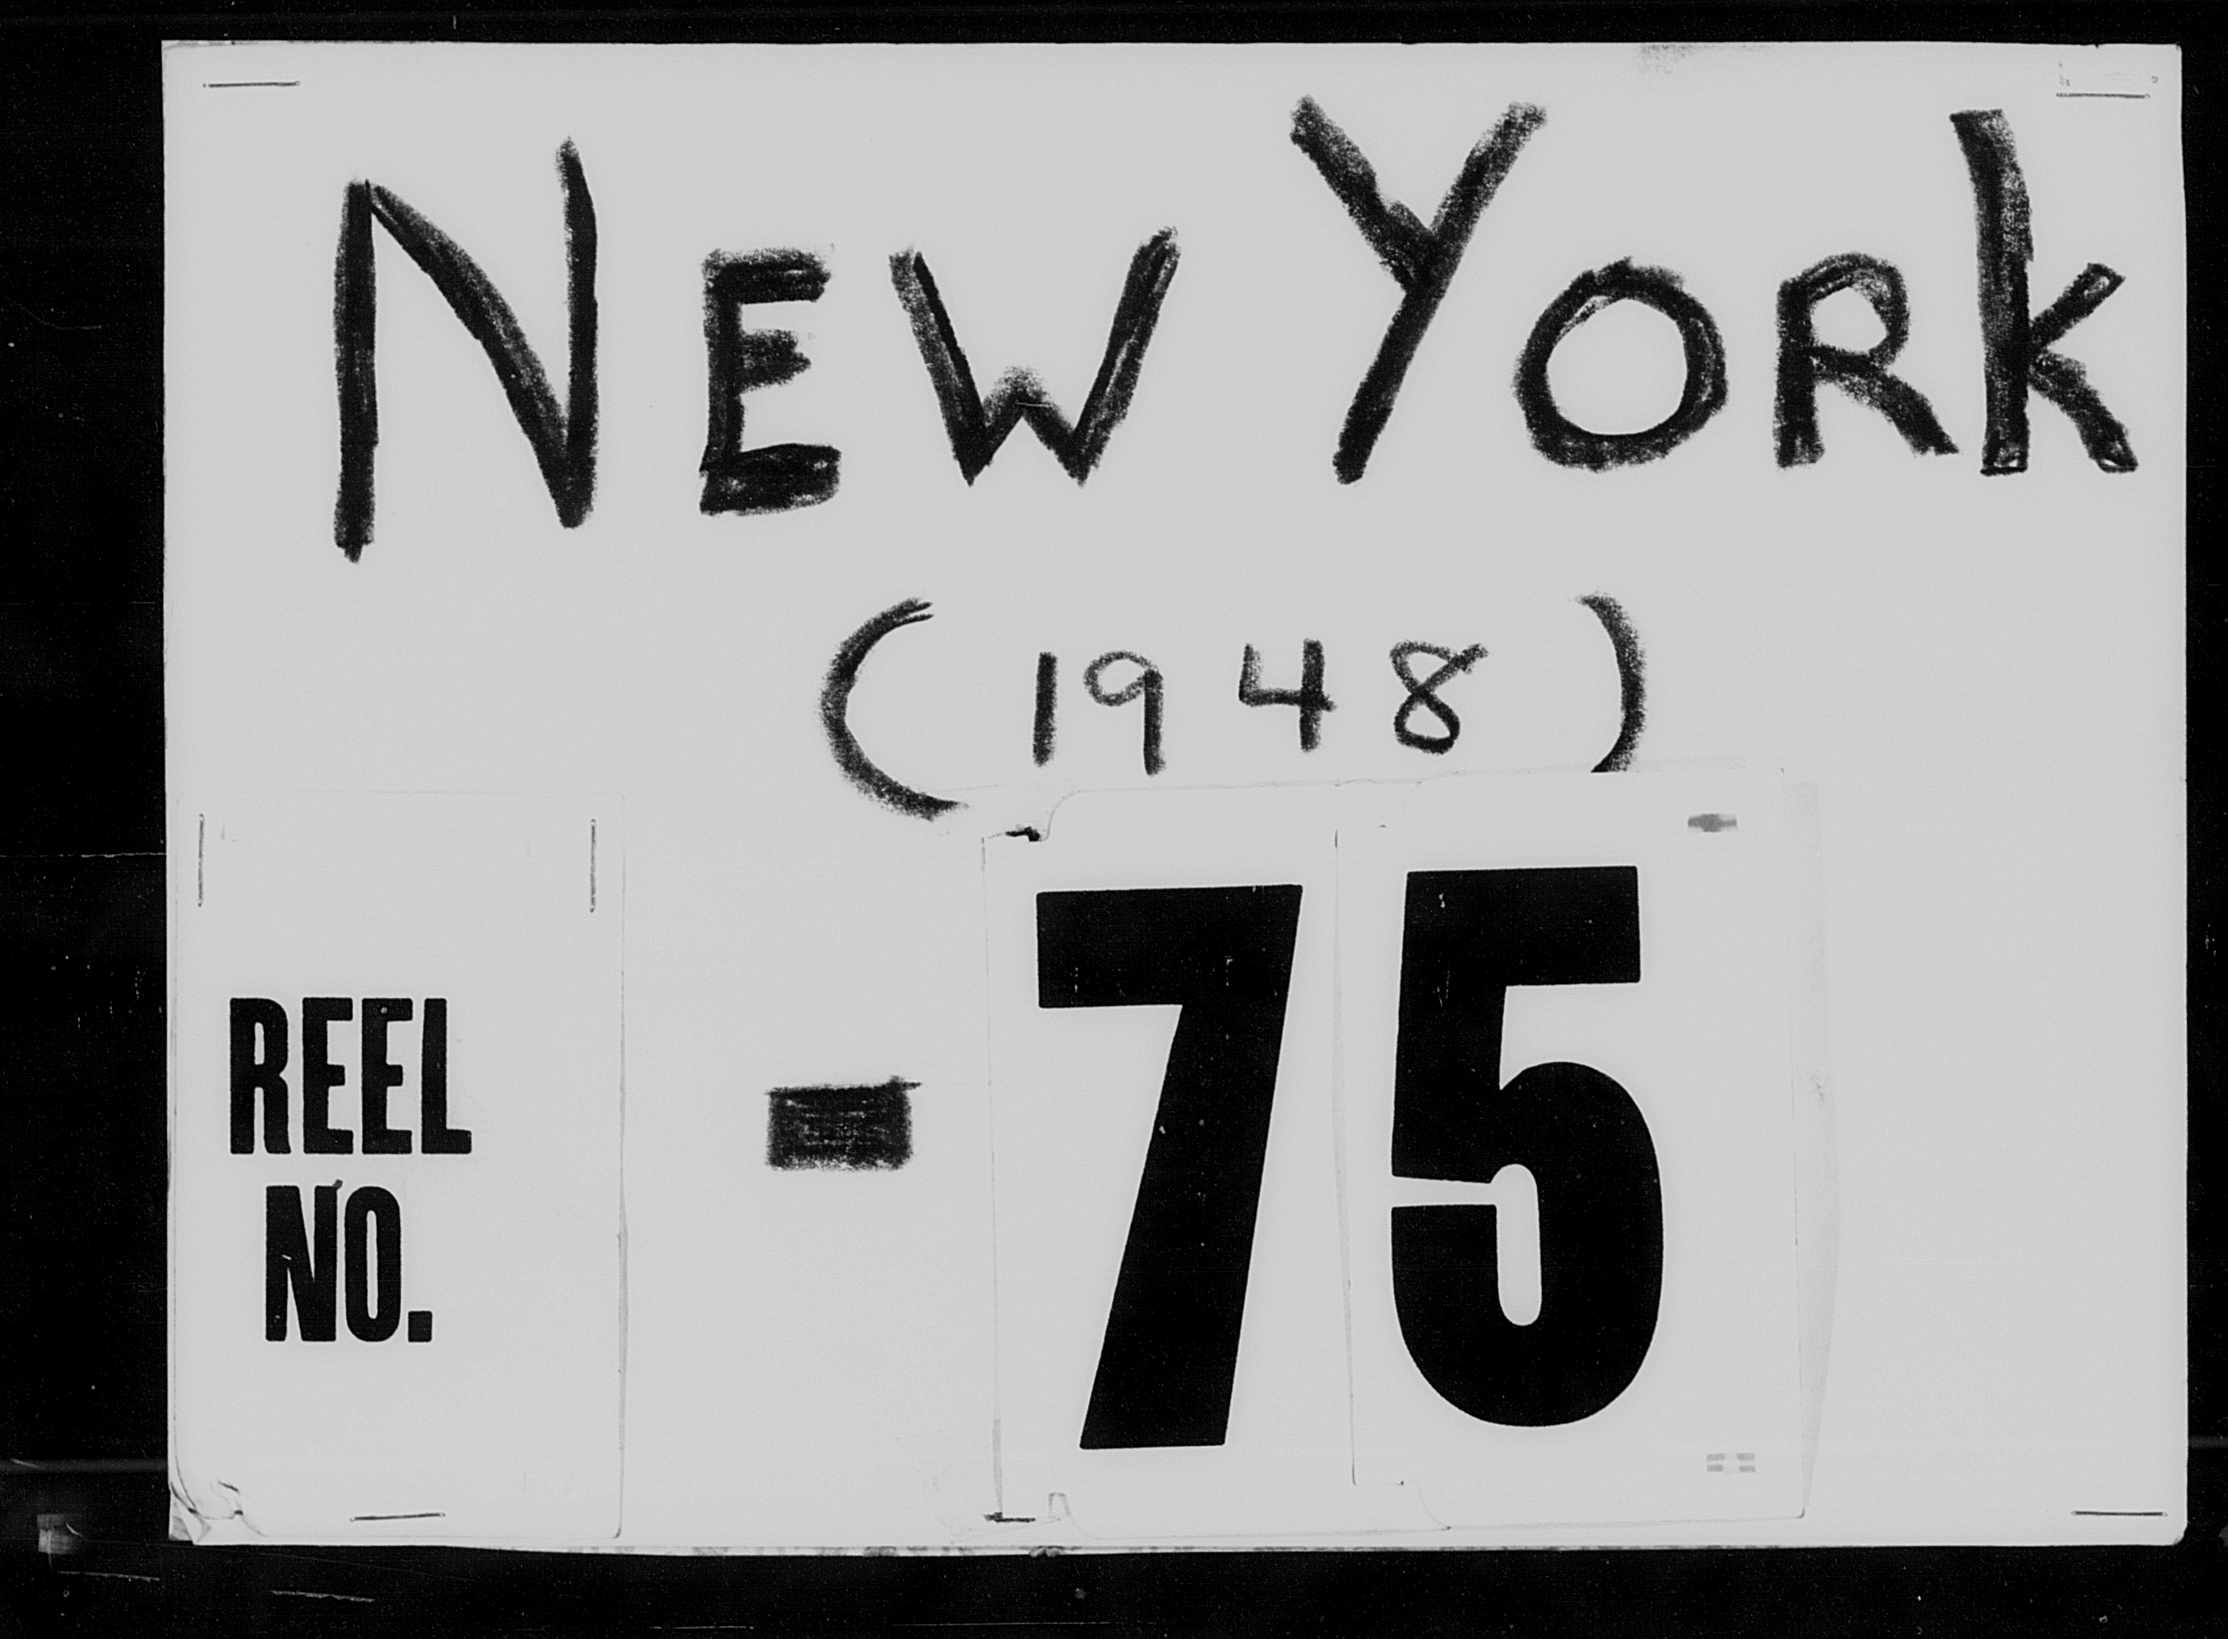 NEW YORk
(1948)
REEL
NO.
- 75